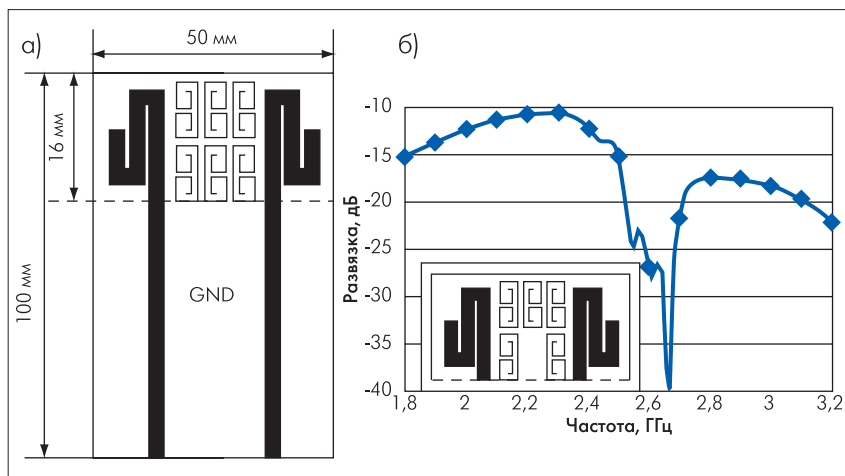 а)
50 мм
16 мм
100 мм
GND
б)
Развязка, дБ
-10
-15
-20
-25
-30
-35
-40
1,8
2
2,2
2,4
2,6
2,8
3
3,2
Частота, ГГц